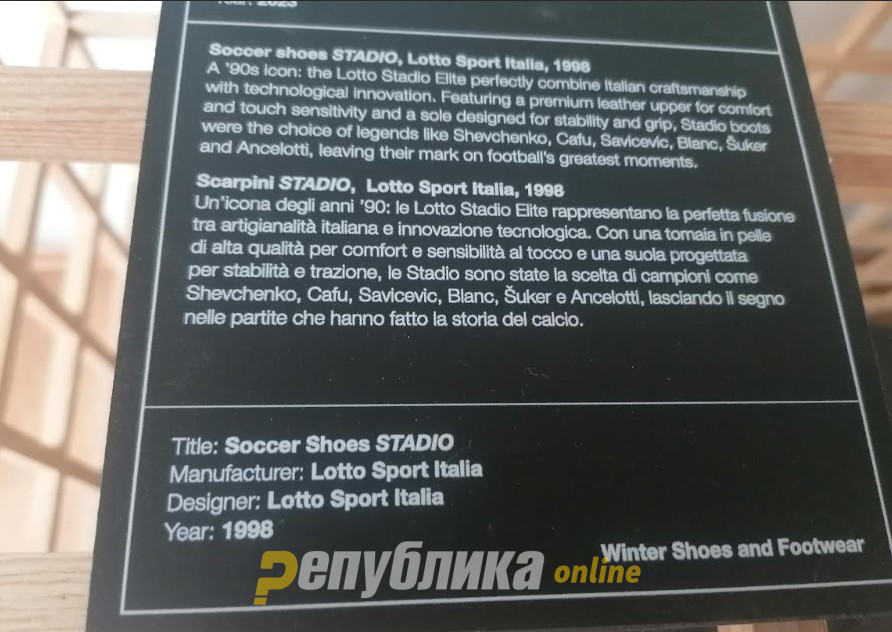 Year: 2023
Soccer shoes STADIO, Lotto Sport Italia, 1998
A '90s icon: the Lotto Stadio Elite perfectly combine Italian craftsmanship
with technological innovation. Featuring a premium leather upper for comfort
and touch sensitivity and a sole designed for stability and grip, Stadio boots
were the choice of legends like Shevchenko, Cafu, Savicevic, Blanc, Šuker
and Ancelotti, leaving their mark on football's greatest moments.
Scarpini STADIO, Lotto Sport Italia, 1998
Un'icona degli anni '90: le Lotto Stadio Elite rappresentano la perfetta fusione
tra artigianalità italiana e innovazione tecnologica. Con una tomaia in pelle
di alta qualità per comfort e sensibilità al tocco e una suola progettata
per stabilità e trazione, le Stadio sono state la scelta di campioni come
Shevchenko, Cafu, Savicevic, Blanc, Šuker e Ancelotti, lasciando il segno
nelle partite che hanno fatto la storia del calcio.
Title: Soccer Shoes STADIO
Manufacturer: Lotto Sport Italia
Designer: Lotto Sport Italia
Year: 1998
Winter Shoes and Footwear
Република online